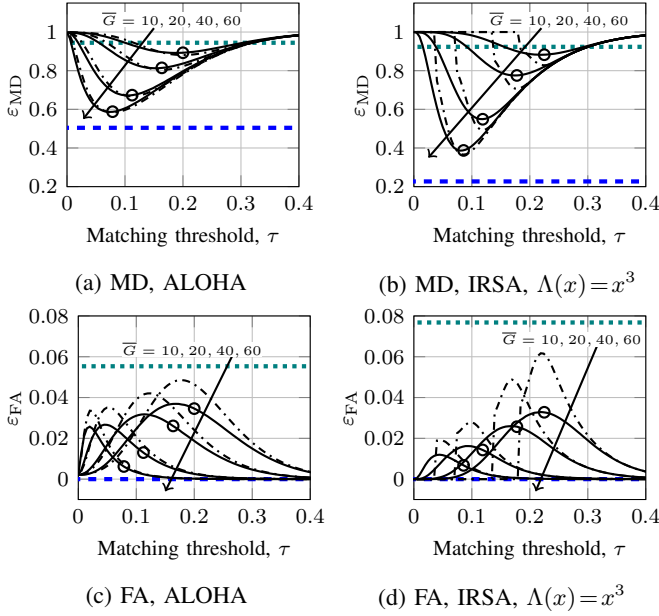 G̅ = 10, 20, 40, 60
1
0.8
0.6
0.4
0.2
ε_MD
0 0.1 0.2 0.3 0.4
Matching threshold, τ
(a) MD, ALOHA
G̅ = 10, 20, 40, 60
1
0.8
0.6
0.4
0.2
ε_MD
0 0.1 0.2 0.3 0.4
Matching threshold, τ
(b) MD, IRSA, Λ(x)=x³
0.08
0.06
0.04
0.02
0
ε_FA
G̅ = 10, 20, 40, 60
0 0.1 0.2 0.3 0.4
Matching threshold, τ
(c) FA, ALOHA
0.08
0.06
0.04
0.02
0
ε_FA
G̅ = 10, 20, 40, 60
0 0.1 0.2 0.3 0.4
Matching threshold, τ
(d) FA, IRSA, Λ(x)=x³